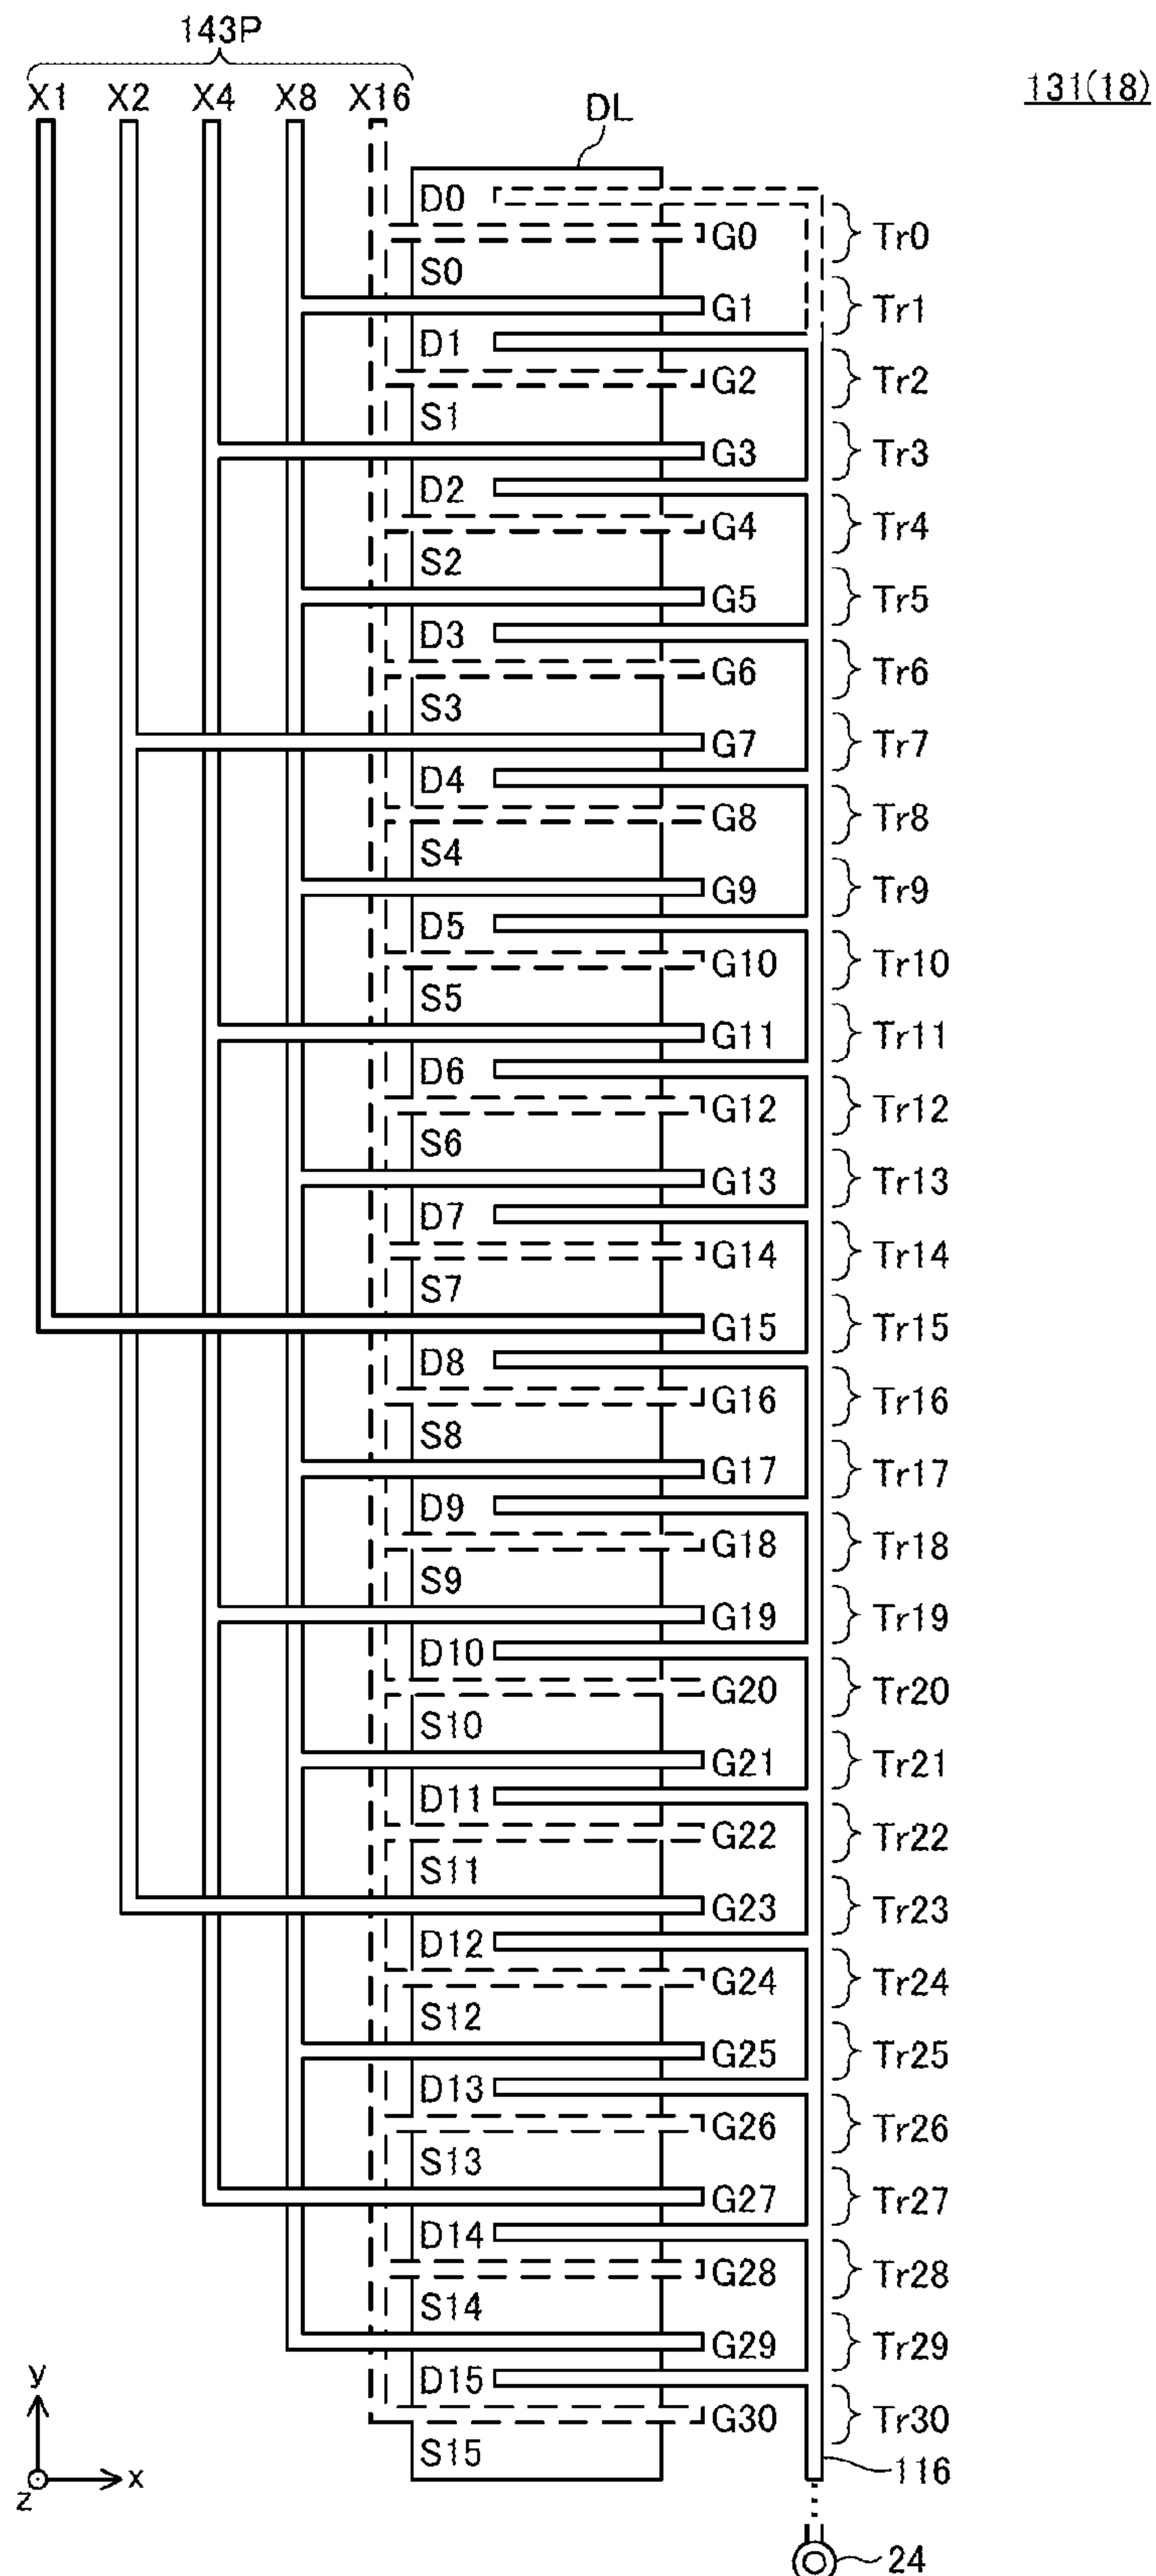 143P
X1 X2 X4 X8 X16
131(18)
DL
D0
G0 Tr0
S0
G1 Tr1
D1
G2 Tr2
S1
G3 Tr3
D2
G4 Tr4
S2
G5 Tr5
D3
G6 Tr6
S3
G7 Tr7
D4
G8 Tr8
S4
G9 Tr9
D5
G10 Tr10
S5
G11 Tr11
D6
G12 Tr12
S6
G13 Tr13
D7
G14 Tr14
S7
G15 Tr15
D8
G16 Tr16
S8
G17 Tr17
D9
G18 Tr18
S9
G19 Tr19
D10
G20 Tr20
S10
G21 Tr21
D11
G22 Tr22
S11
G23 Tr23
D12
G24 Tr24
S12
G25 Tr25
D13
G26 Tr26
S13
G27 Tr27
D14
G28 Tr28
S14
G29 Tr29
D15
G30 Tr30
S15
116
y
x
z
24